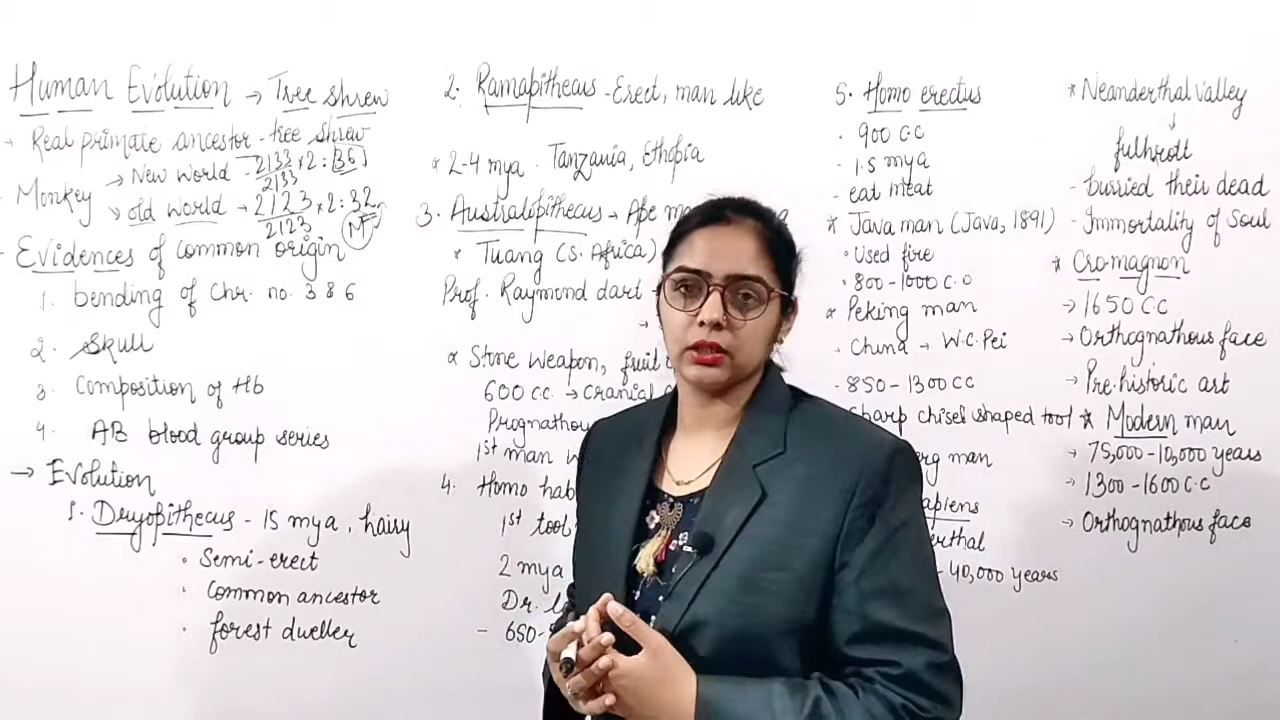 Human Evolution → Tree shrew
Real primate ancestor - tree shrew
Monkey → New World - 2133/2133 × 2 = 36
→ old world → 2123/2123 × 2 = 32
- Evidences of common origin
1. bending of Chr. no. 3 & 6
2. Skull
3 Composition of Hb
4. AB blood group series
→ Evolution
1. Dryopithecus - 15 mya, hairy
• Semi-erect
• Common ancestor
• forest dweller
2. Ramapithecus - Erect, man like
* 2-4 mya - Tanzania, Ethopia
3. Australopithecus → Ape
* Tuang (S. Africa)
Prof. Raymond dart
→
* Stone weapon, fruit
600 cc. → Cranial
1st man
4. Homo
1st tool
2 mya
Dr.
- 650-
5. Homo erectus
• 900 cc
- 1.5 mya
- eat meat
* Java man (Java, 1891)
• Used fire
• 800-1000 c.c
* Peking man
- China → W.C. Pei
- 850-1300 cc
Sharp chisel shaped tool
man
- 40,000 years
* Neanderthal valley
↓
fulhrott
- burried their dead
- Immortality of Soul
* Cro-magnon
→ 1650 CC
→ Orthognathous face
→ Pre-historic art
* Modern man
→ 75,000-10,000 years
→ 1300-1600 C.C
→ Orthognathous face